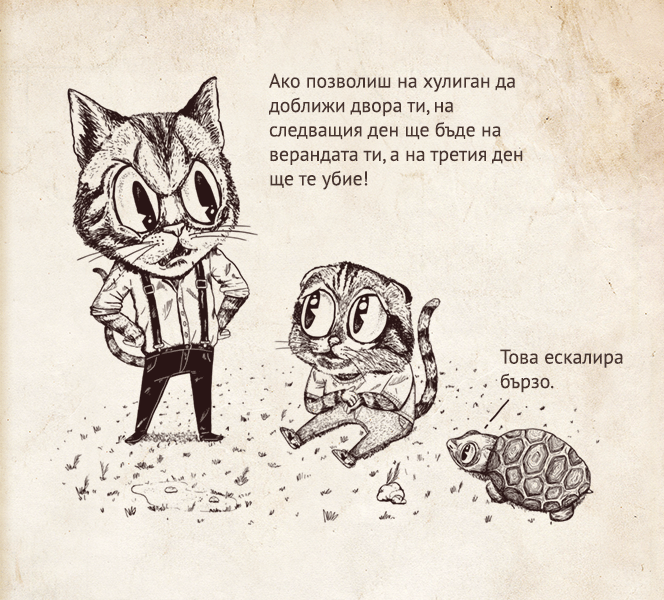 Ако позволиш на хулиган да
доближи двора ти, на
следващия ден ще бъде на
верандата ти, а на третия ден
ще те убие!
Това ескалира
бързо.